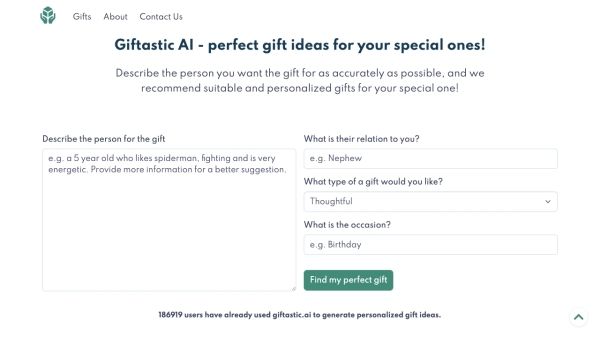 Gifts About Contact Us
Giftastic AI - perfect gift ideas for your special ones!
Describe the person you want the gift for as accurately as possible, and we
recommend suitable and personalized gifts for your special one!
Describe the person for the gift
e.g. a 5 year old who likes spiderman, fighting and is very
energetic. Provide more information for a better suggestion.
What is their relation to you?
e.g. Nephew
What type of a gift would you like?
Thoughtful
What is the occasion?
e.g. Birthday
Find my perfect gift
186919 users have already used giftastic.ai to generate personalized gift ideas.